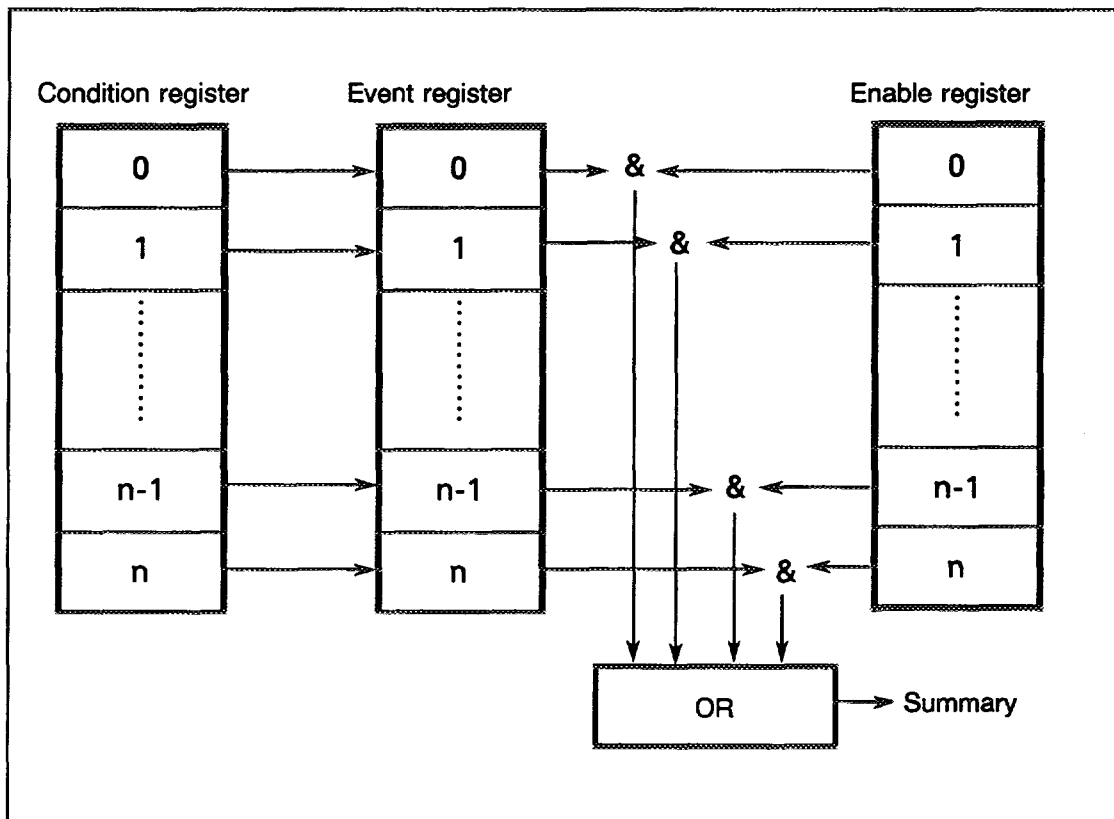 Condition register Event register Enable register
0 0 & 0
1 1 & 1
n-1 n-1 & n-1
n n & n
OR Summary